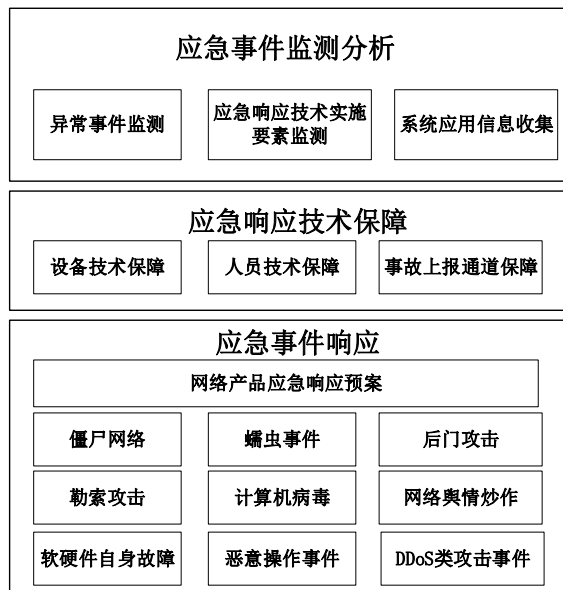 应急事件监测分析
异常事件监测
应急响应技术实施
要素监测
系统应用信息收集
应急响应技术保障
设备技术保障
人员技术保障
事故上报通道保障
应急事件响应
网络产品应急响应预案
僵尸网络
蠕虫事件
后门攻击
勒索攻击
计算机病毒
网络舆情炒作
软硬件自身故障
恶意操作事件
DDoS类攻击事件